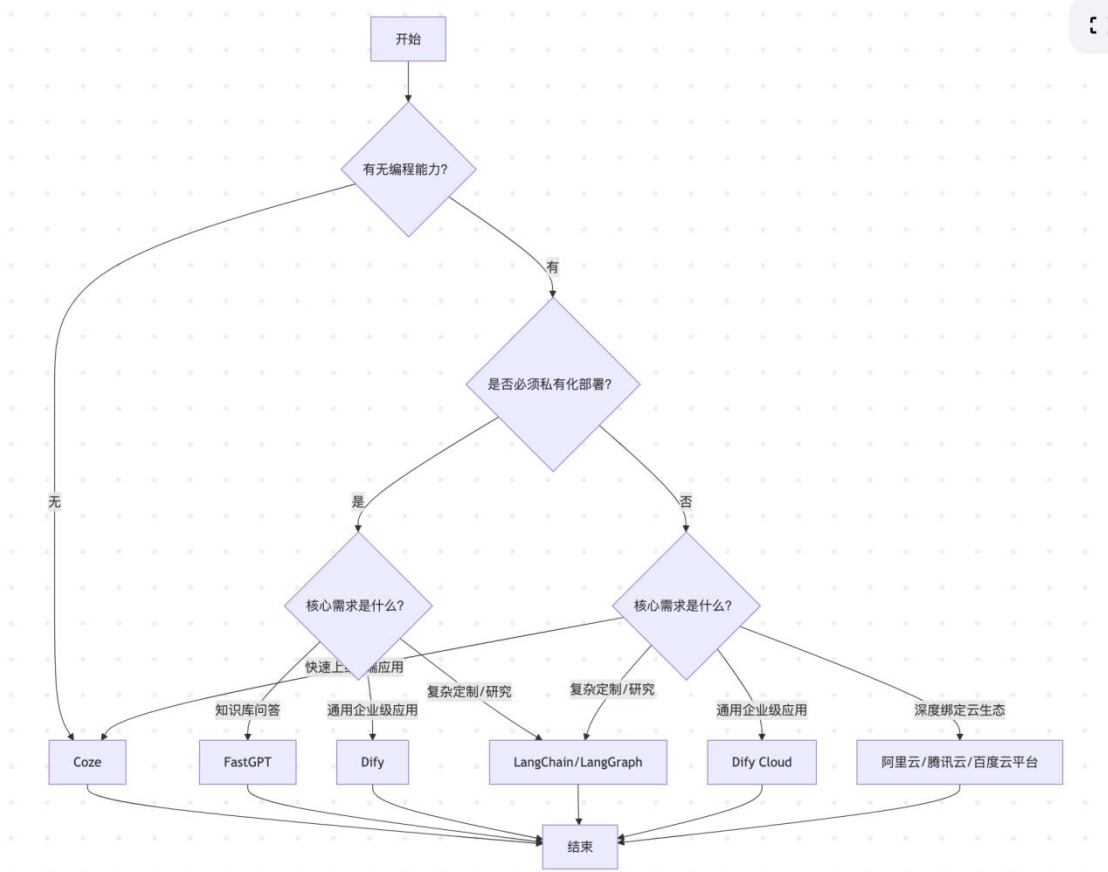 开始
有无编程能力?
有
是否必须私有化部署?
无
是
否
核心需求是什么?
核心需求是什么?
快速上
端应用
复杂定制/研究
复杂定制/研究
知识库问答
通用企业级应用
通用企业级应用
深度绑定云生态
Coze
FastGPT
Dify
LangChain/LangGraph
Dify Cloud
阿里云/腾讯云/百度云平台
结束